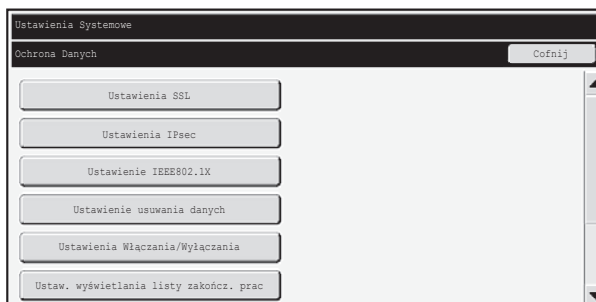 Ustawienia Systemowe
Ochrona Danych
Cofnij
Ustawienia SSL
Ustawienia IPsec
Ustawienie IEEE802.1X
Ustawienie usuwania danych
Ustawienia Włączania/Wyłączania
Ustaw. wyświetlania listy zakończ. prac